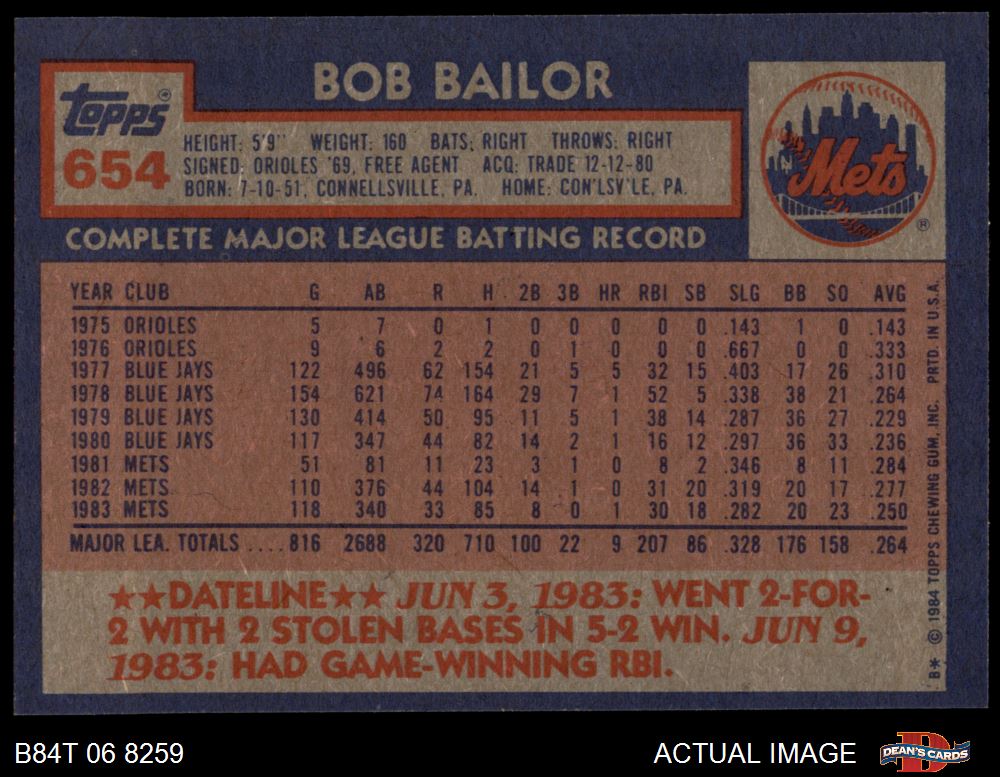 BOB BAILOR
Topps®
654
HEIGHT: 5'9" WEIGHT: 160 BATS: RIGHT THROWS: RIGHT
SIGNED: ORIOLES '69, FREE AGENT ACQ: TRADE 12-12-80
BORN: 7-10-51, CONNELLSVILLE, PA. HOME: CON'LSV'LE, PA.
Mets
®
COMPLETE MAJOR LEAGUE BATTING RECORD
YEAR CLUB G AB R H 2B 3B HR RBI SB SLG BB SO AVG
1975 ORIOLES 5 7 0 1 0 0 0 0 0 .143 1 0 .143
1976 ORIOLES 9 6 2 2 0 1 0 0 0 .667 0 0 .333
1977 BLUE JAYS 122 496 62 154 21 5 5 32 15 .403 17 26 .310
1978 BLUE JAYS 154 621 74 164 29 7 1 52 5 .338 38 21 .264
1979 BLUE JAYS 130 414 50 95 11 5 1 38 14 .287 36 27 .229
1980 BLUE JAYS 117 347 44 82 14 2 1 16 12 .297 36 33 .236
1981 METS 51 81 11 23 3 1 0 8 2 .346 8 11 .284
1982 METS 110 376 44 104 14 1 0 31 20 .319 20 17 .277
1983 METS 118 340 33 85 8 0 1 30 18 .282 20 23 .250
MAJOR LEA. TOTALS ....816 2688 320 710 100 22 9 207 86 .328 176 158 .264
★★DATELINE★★ JUN 3, 1983: WENT 2-FOR-
2 WITH 2 STOLEN BASES IN 5-2 WIN. JUN 9,
1983: HAD GAME-WINNING RBI.
B* © 1984 TOPPS CHEWING GUM, INC. PRTD. IN U.S.A.
B84T 06 8259
ACTUAL IMAGE
DEAN'S CARDS